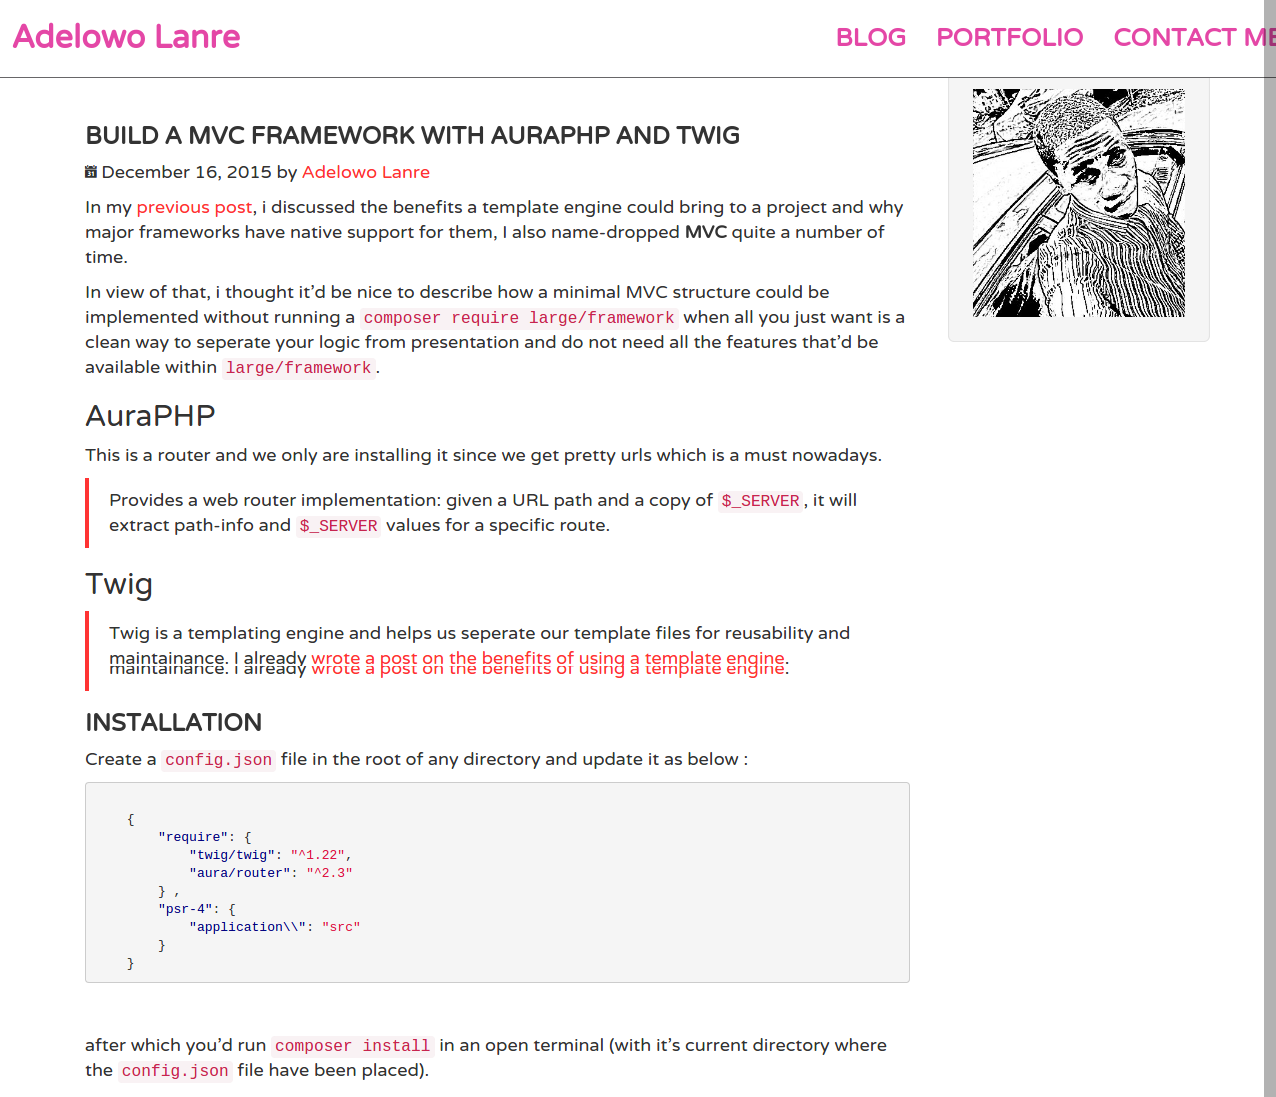 Adelowo Lanre
BLOG PORTFOLIO CONTACT ME
BUILD A MVC FRAMEWORK WITH AURAPHP AND TWIG
December 16, 2015 by Adelowo Lanre
In my previous post, i discussed the benefits a template engine could bring to a project and why
major frameworks have native support for them, I also name-dropped MVC quite a number of
time.
In view of that, i thought it'd be nice to describe how a minimal MVC structure could be
implemented without running a composer require large/framework when all you just want is a
clean way to seperate your logic from presentation and do not need all the features that'd be
available within large/framework.
AuraPHP
This is a router and we only are installing it since we get pretty urls which is a must nowadays.
Provides a web router implementation: given a URL path and a copy of $_SERVER, it will
extract path-info and $_SERVER values for a specific route.
Twig
Twig is a templating engine and helps us seperate our template files for reusability and
maintainance. I already wrote a post on the benefits of using a template engine.
maintainance. I already wrote a post on the benefits of using a template engine.
INSTALLATION
Create a config.json file in the root of any directory and update it as below :
{
"require": {
"twig/twig": "^1.22",
"aura/router": "^2.3"
} ,
"psr-4": {
"application\\": "src"
}
}
after which you'd run composer install in an open terminal (with it's current directory where
the config.json file have been placed).